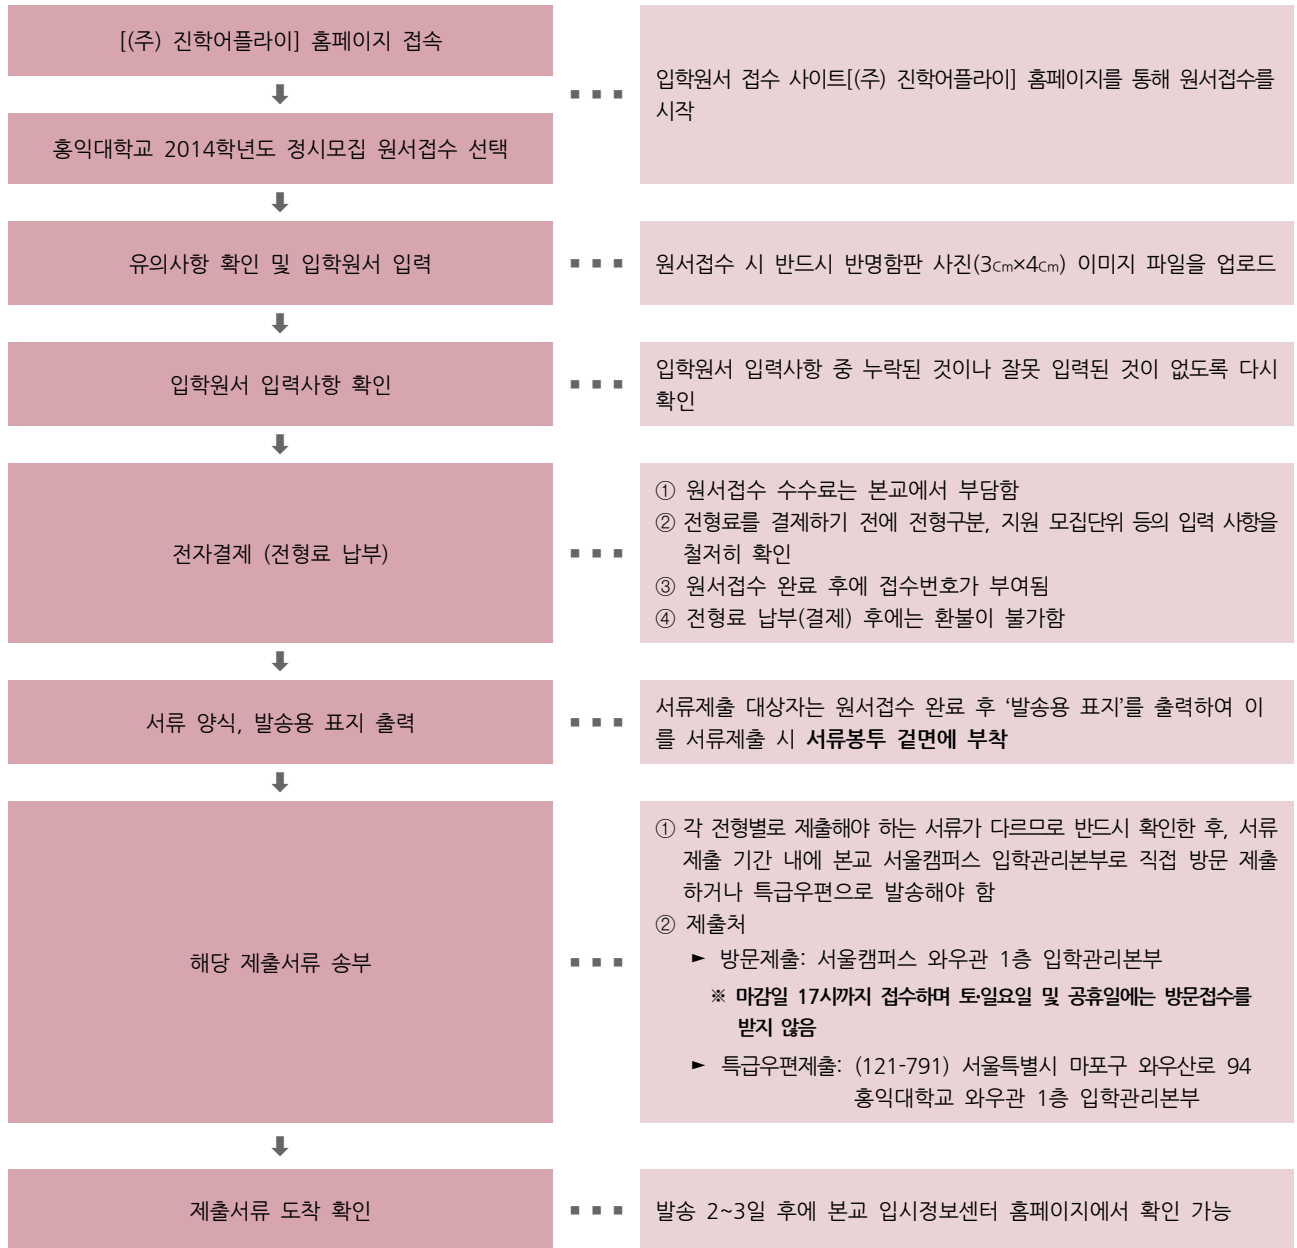 [(주) 진학어플라이] 홈페이지 접속
홍익대학교 2014학년도 정시모집 원서접수 선택
입학원서 접수 사이트[(주) 진학어플라이] 홈페이지를 통해 원서접수를
시작
유의사항 확인 및 입학원서 입력
원서접수 시 반드시 반명함판 사진(3Cm×4Cm) 이미지 파일을 업로드
입학원서 입력사항 확인
입학원서 입력사항 중 누락된 것이나 잘못 입력된 것이 없도록 다시
확인
전자결제 (전형료 납부)
① 원서접수 수수료는 본교에서 부담함
② 전형료를 결제하기 전에 전형구분, 지원 모집단위 등의 입력 사항을
철저히 확인
③ 원서접수 완료 후에 접수번호가 부여됨
④ 전형료 납부(결제) 후에는 환불이 불가함
서류 양식, 발송용 표지 출력
서류제출 대상자는 원서접수 완료 후 ‘발송용 표지’를 출력하여 이
를 서류제출 시 서류봉투 겉면에 부착
해당 제출서류 송부
① 각 전형별로 제출해야 하는 서류가 다르므로 반드시 확인한 후, 서류
제출 기간 내에 본교 서울캠퍼스 입학관리본부로 직접 방문 제출
하거나 특급우편으로 발송해야 함
② 제출처
► 방문제출: 서울캠퍼스 와우관 1층 입학관리본부
※ 마감일 17시까지 접수하며 토·일요일 및 공휴일에는 방문접수를
받지 않음
► 특급우편제출: (121-791) 서울특별시 마포구 와우산로 94
홍익대학교 와우관 1층 입학관리본부
제출서류 도착 확인
발송 2~3일 후에 본교 입시정보센터 홈페이지에서 확인 가능